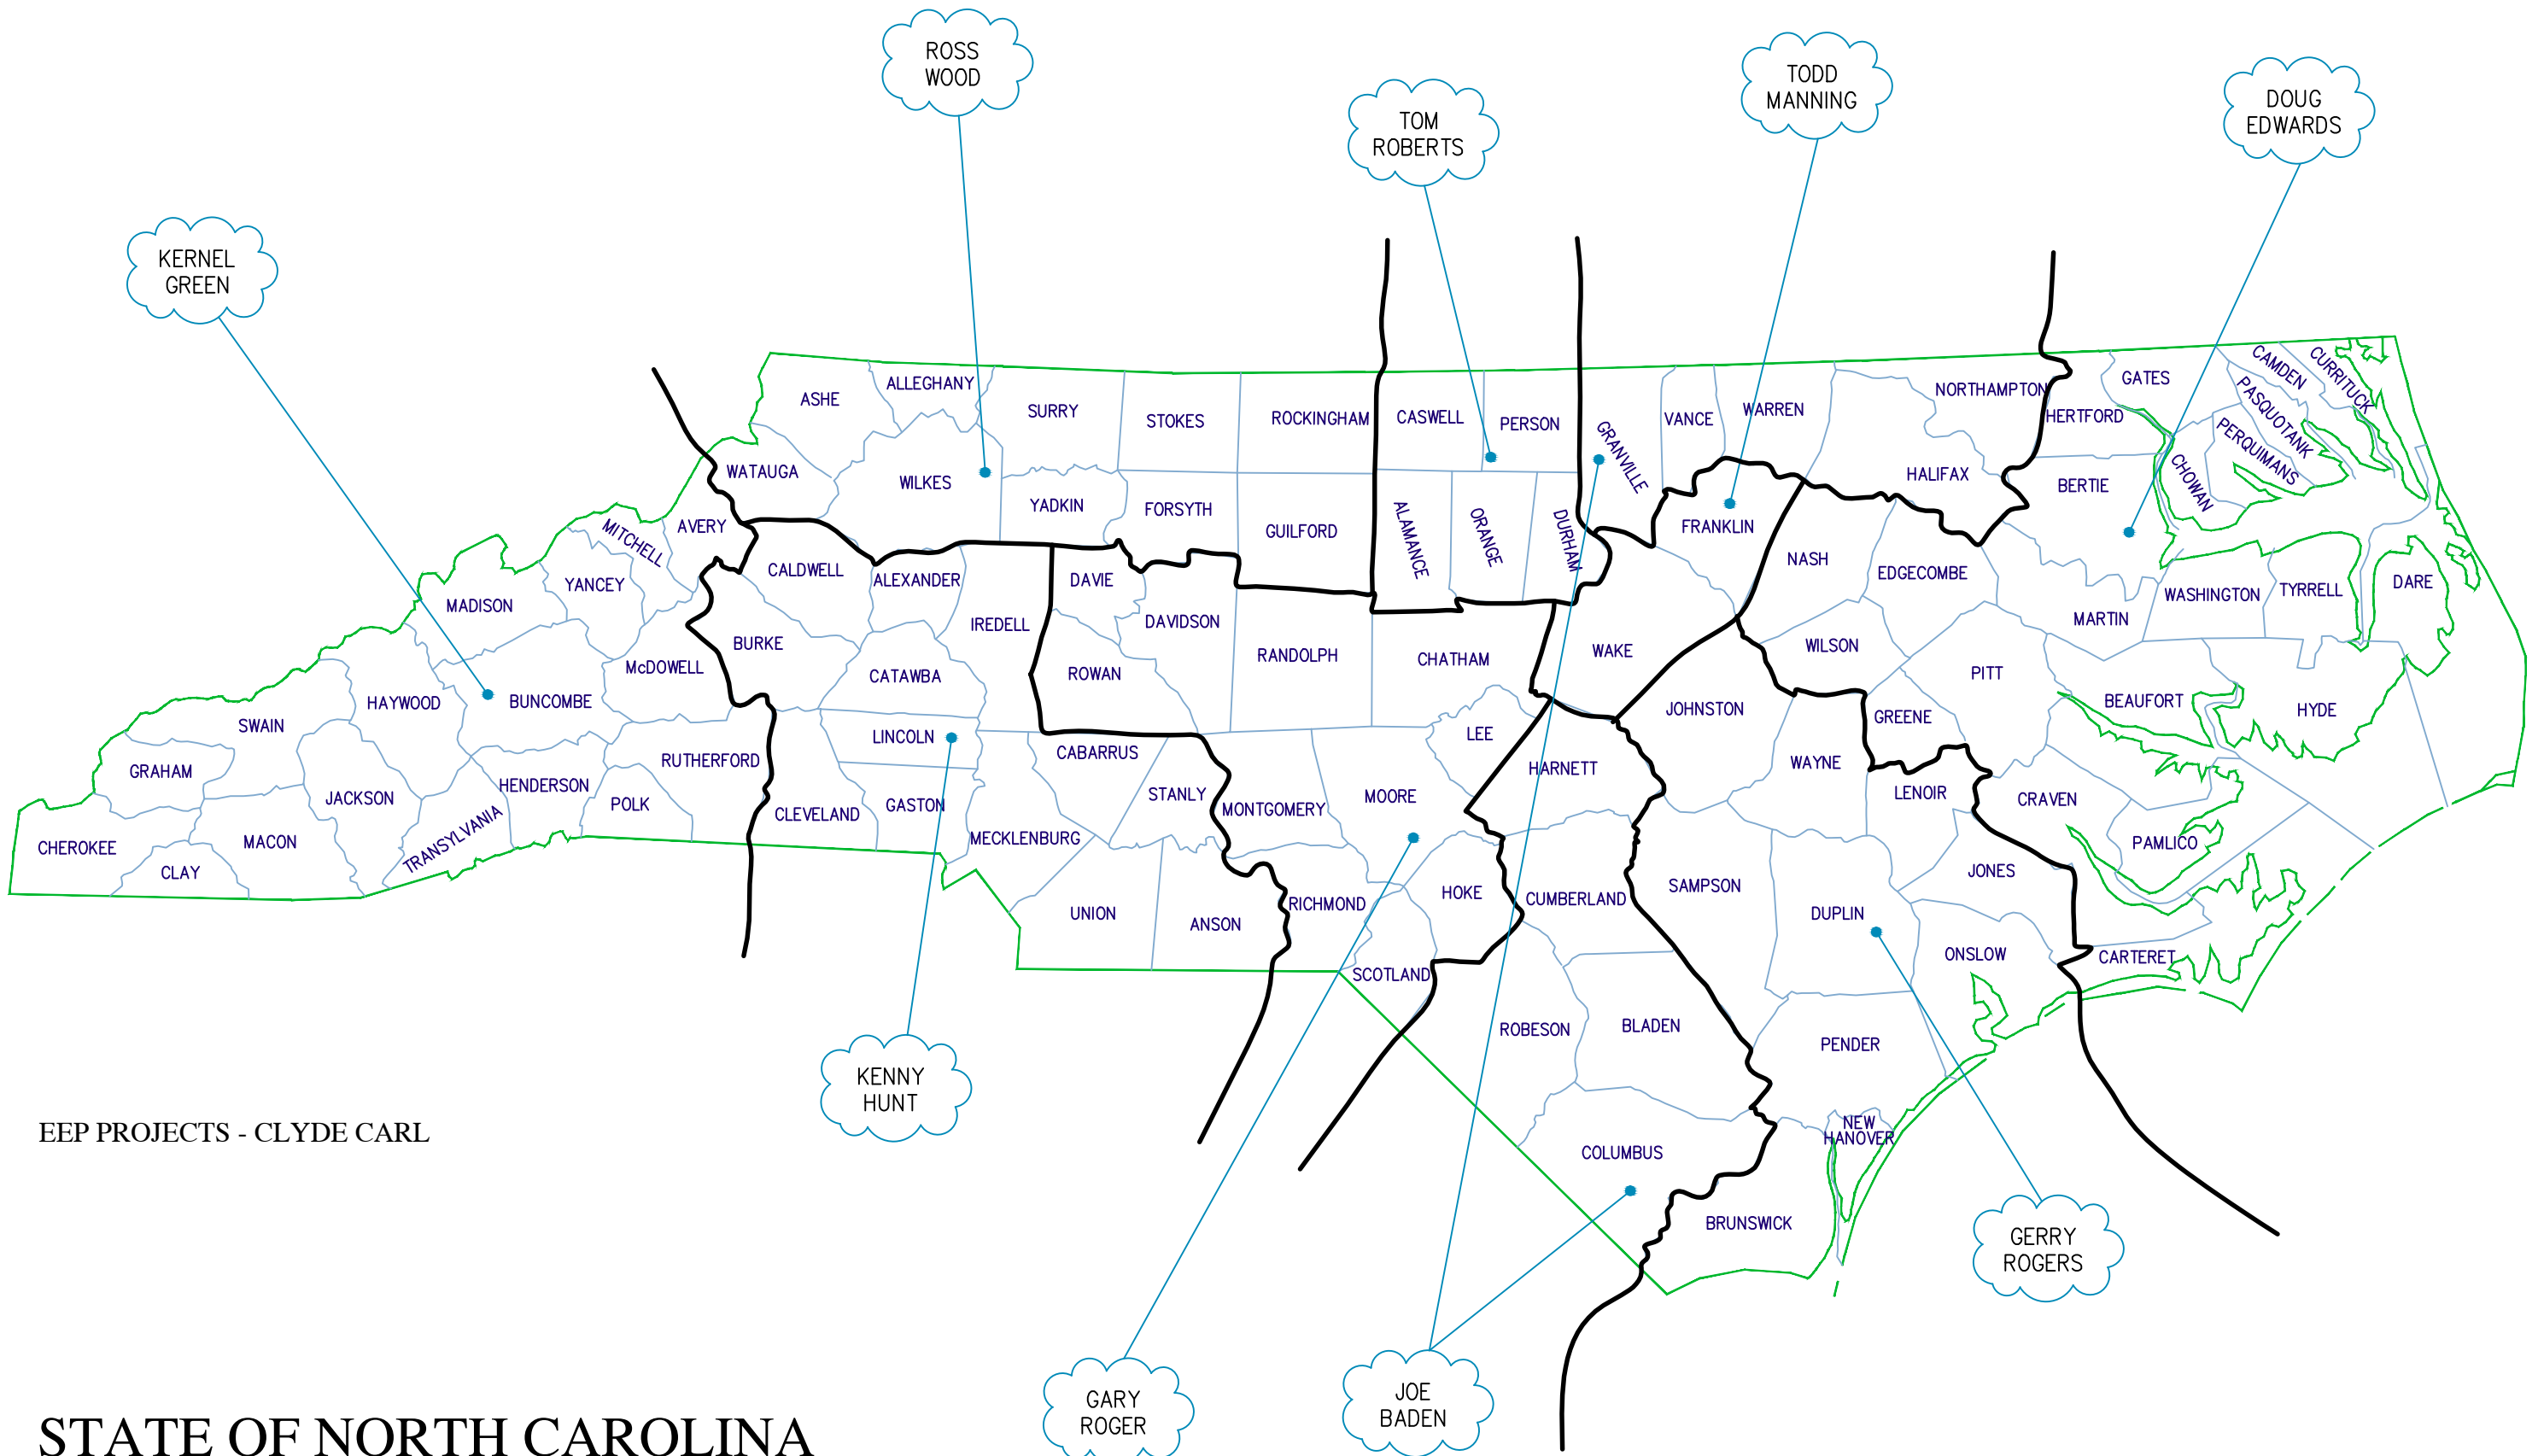 ROSS
WOOD
TODD
MANNING
DOUG
EDWARDS
TOM
ROBERTS
KERNEL
GREEN
ASHE
ALLEGHANY
SURRY
STOKES
ROCKINGHAM
CASWELL
PERSON
GRANVILLE
VANCE
WARREN
NORTHAMPTON
HERTFORD
GATES
CAMDEN
CURRITUCK
PASQUOTANK
PERQUIMANS
CHOWAN
WATAUGA
WILKES
YADKIN
FORSYTH
GUILFORD
ALAMANCE
ORANGE
DURHAM
FRANKLIN
HALIFAX
BERTIE
MITCHELL
AVERY
YANCEY
MADISON
CALDWELL
ALEXANDER
DAVIE
IREDELL
DAVIDSON
NASH
EDGECOMBE
MARTIN
WASHINGTON
TYRRELL
DARE
BURKE
McDOWELL
CATAWBA
ROWAN
RANDOLPH
CHATHAM
WAKE
WILSON
PITT
BEAUFORT
HYDE
SWAIN
HAYWOOD
BUNCOMBE
LINCOLN
LEE
JOHNSTON
GREENE
GRAHAM
JACKSON
HENDERSON
RUTHERFORD
POLK
CABARRUS
STANLY
MONTGOMERY
MOORE
HARNETT
WAYNE
LENOIR
CRAVEN
PAMLICO
CHEROKEE
CLAY
MACON
TRANSYLVANIA
CLEVELAND
GASTON
MECKLENBURG
UNION
ANSON
RICHMOND
HOKE
SCOTLAND
CUMBERLAND
SAMPSON
DUPLIN
JONES
ONSLOW
CARTERET
ROBESON
BLADEN
PENDER
NEW
HANOVER
COLUMBUS
BRUNSWICK
KENNY
HUNT
EEP PROJECTS - CLYDE CARL
GERRY
ROGERS
GARY
ROGER
JOE
BADEN
STATE OF NORTH CAROLINA